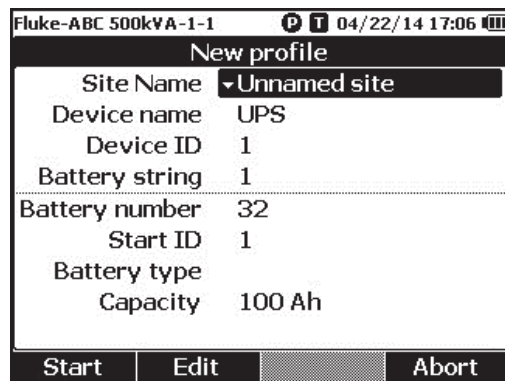 Fluke-ABC 500kVA-1-1 P T 04/22/14 17:06
New profile
Site Name Unnamed site
Device name UPS
Device ID 1
Battery string 1
Battery number 32
Start ID 1
Battery type
Capacity 100 Ah
Start Edit Abort